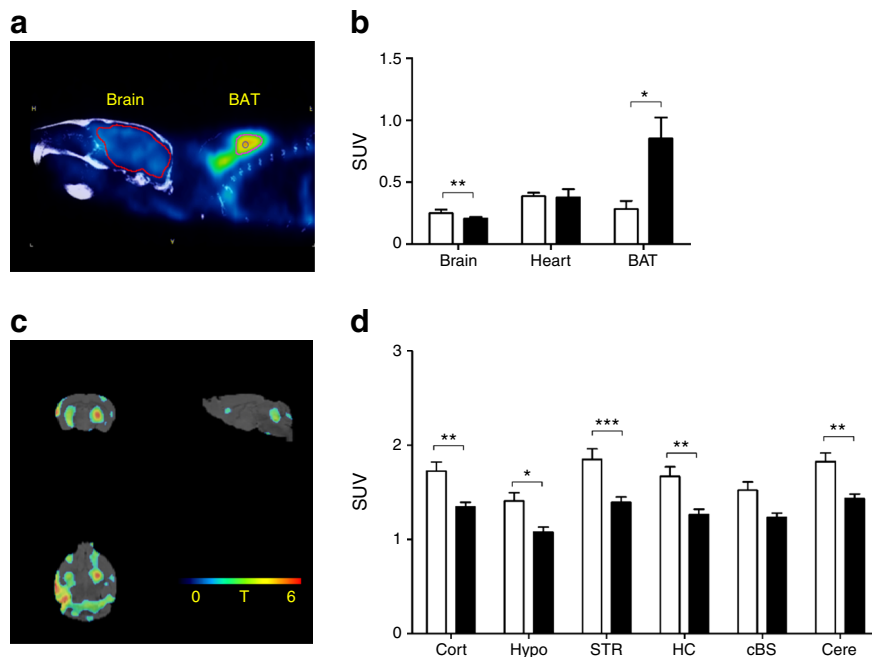 a
Brain BAT
H
L
V
b
1.5
1.0
0.5
0
SUV
** *
Brain Heart BAT
c
0 T 6
d
3
2
1
0
SUV
** * *** ** **
Cort Hypo STR HC cBS Cere